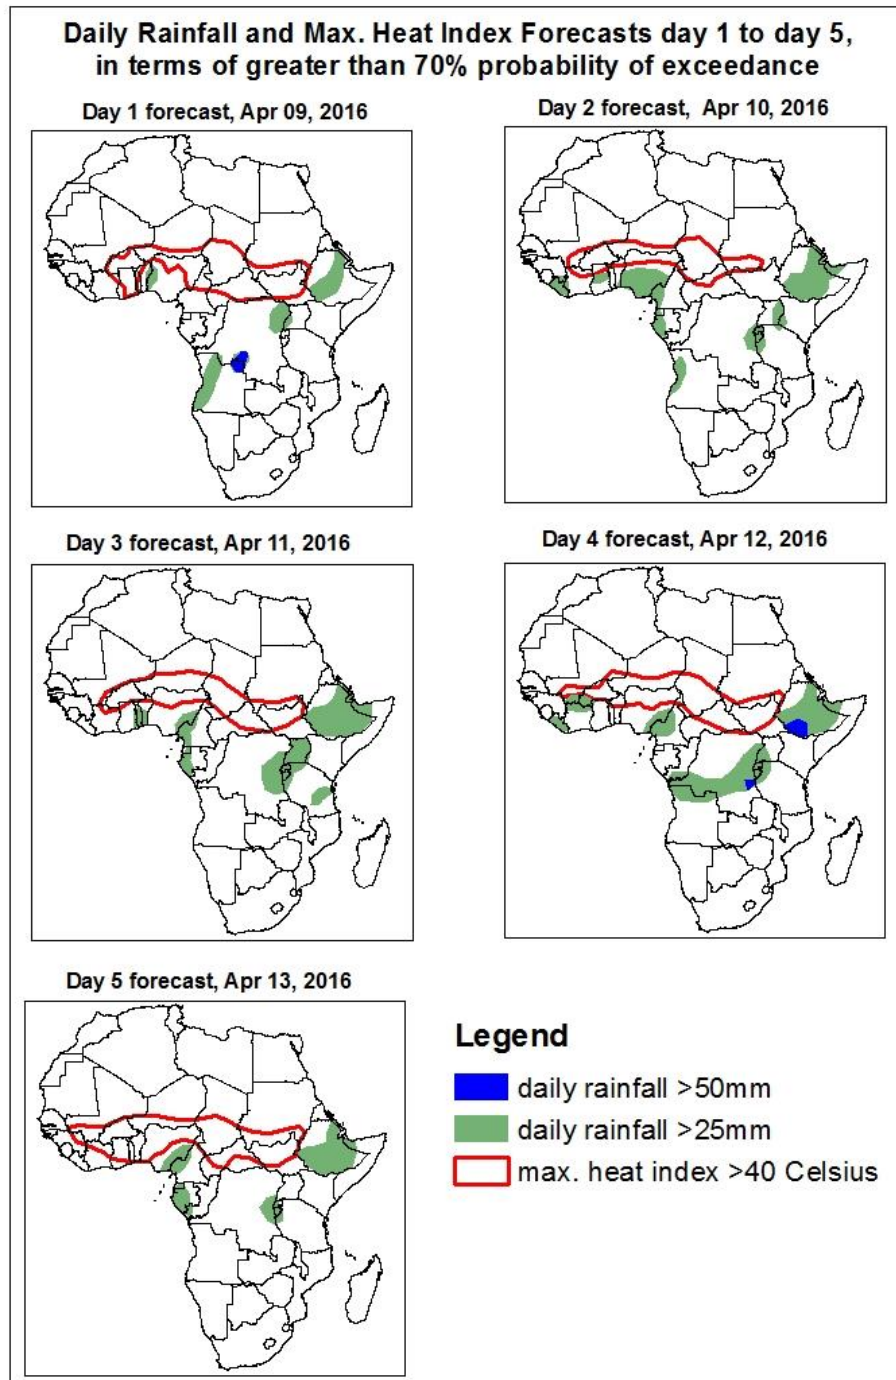 Daily Rainfall and Max. Heat Index Forecasts day 1 to day 5,
in terms of greater than 70% probability of exceedance
Day 1 forecast, Apr 09, 2016
Day 2 forecast, Apr 10, 2016
Day 3 forecast, Apr 11, 2016
Day 4 forecast, Apr 12, 2016
Day 5 forecast, Apr 13, 2016
Legend
daily rainfall >50mm
daily rainfall >25mm
max. heat index >40 Celsius